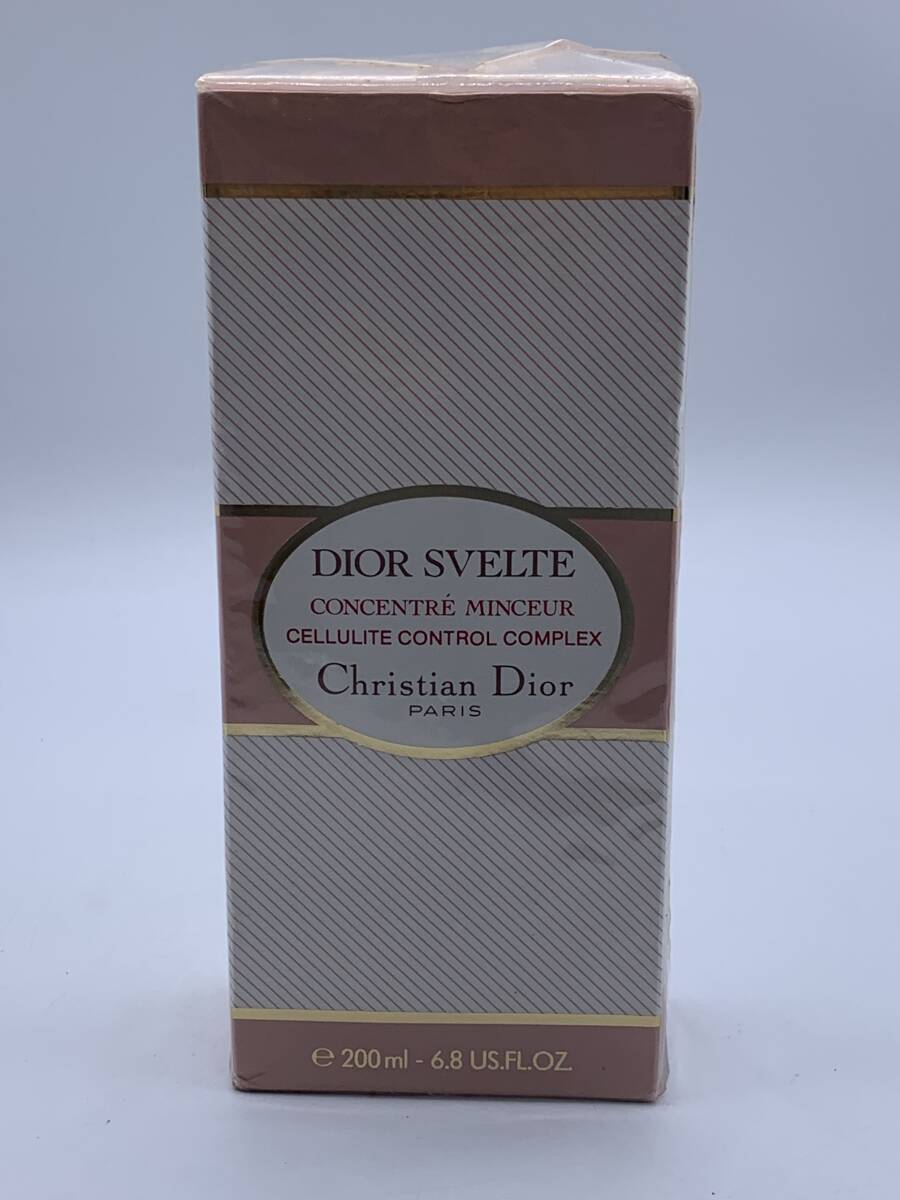 DIOR SVELTE
CONCENTRÉ MINCEUR
CELLULITE CONTROL COMPLEX
Christian Dior
PARIS
℮ 200 ml - 6.8 US.FL.OZ.